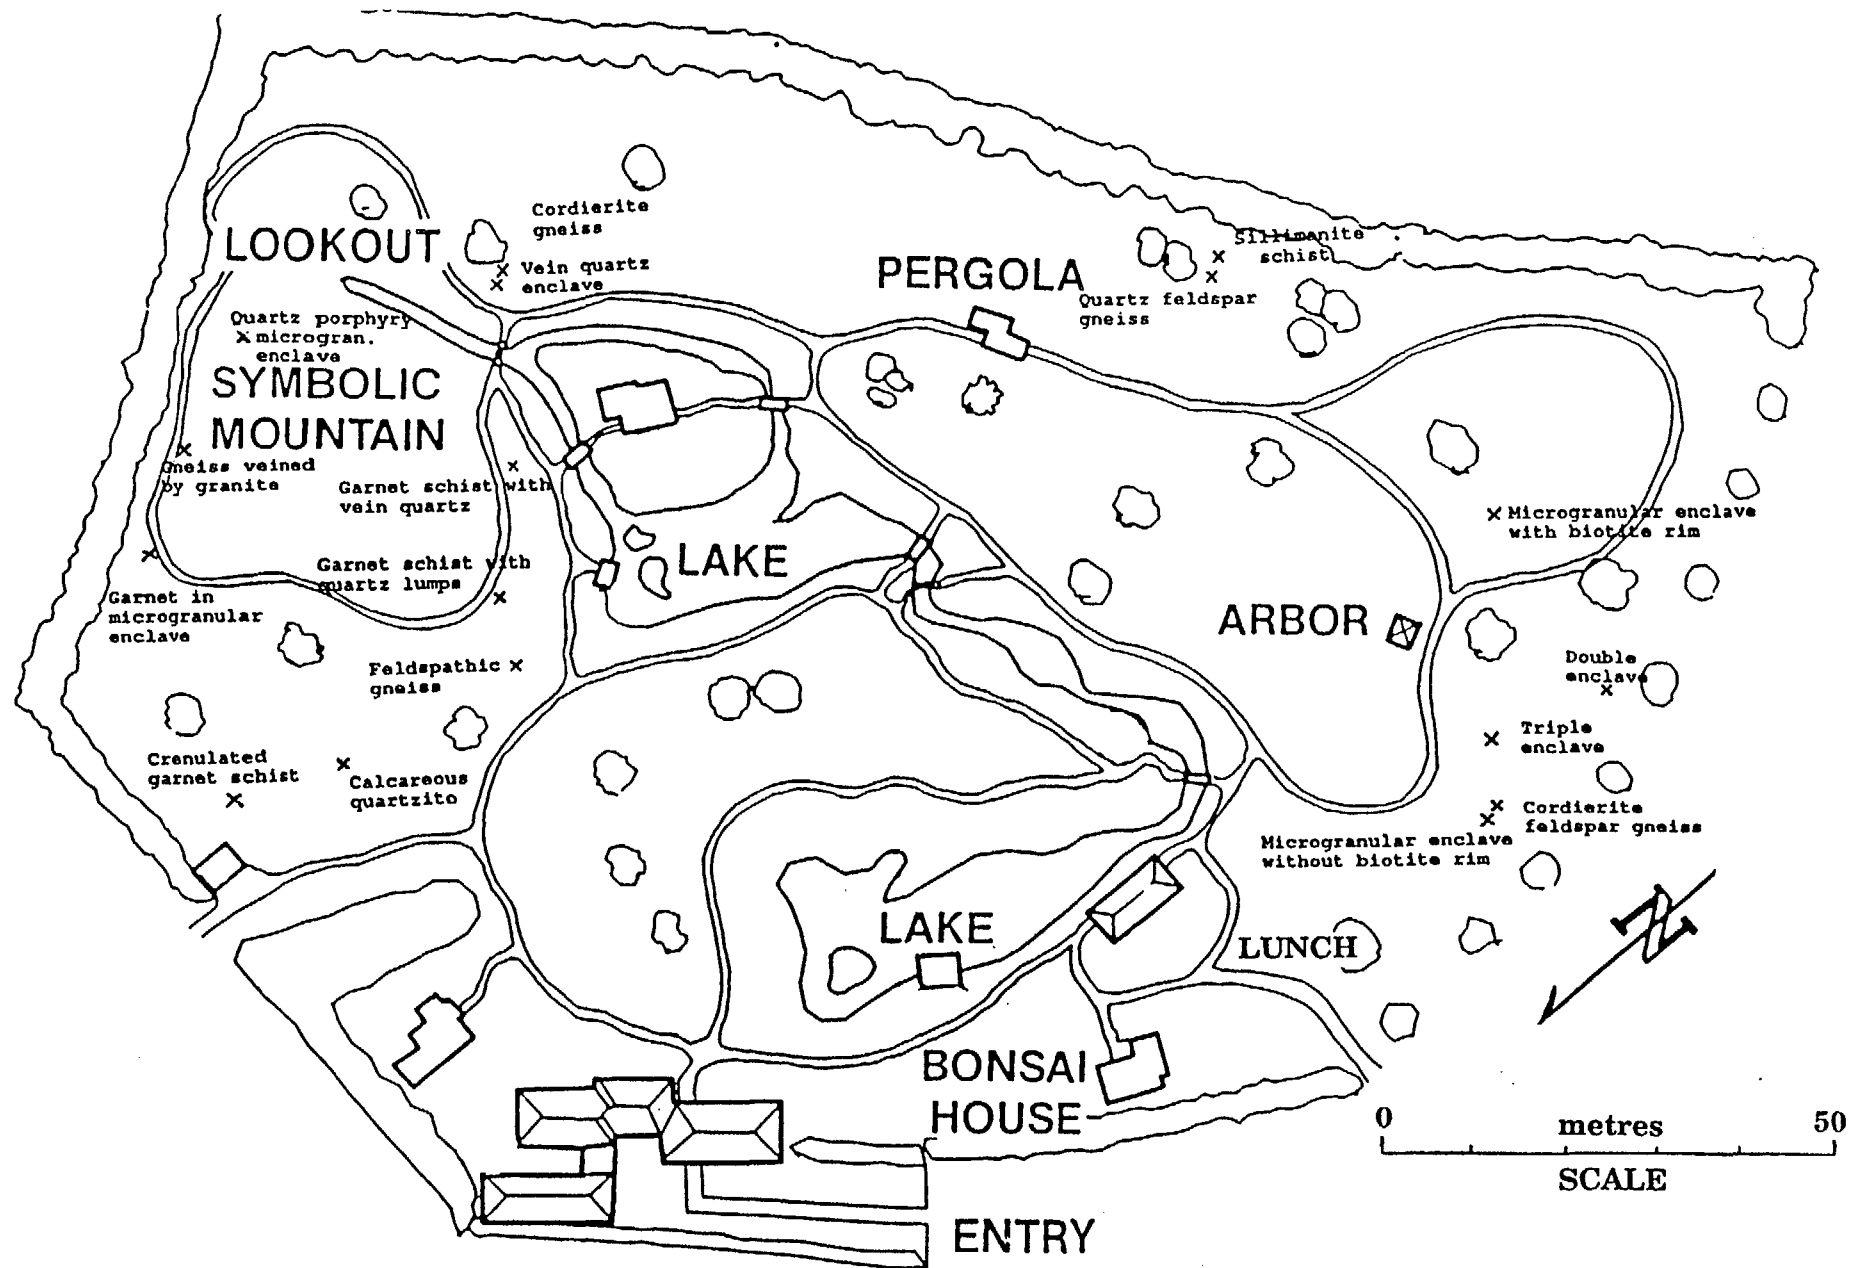 Cordierite
gneiss
LOOKOUT
Vein quartz
enclave
Sillimanite
schist
PERGOLA
Quartz feldspar
gneiss
Quartz porphyry
microgran.
enclave
SYMBOLIC
MOUNTAIN
Gneiss veined
by granite
Garnet schist with
vein quartz
Microgranular enclave
with biotite rim
LAKE
Garnet schist with
quartz lumps
Garnet in
microgranular
enclave
ARBOR
Feldspathic
gneiss
Double
enclave
Triple
enclave
Crenulated
garnet schist
Calcareous
quartzito
Cordierite
feldspar gneiss
Microgranular enclave
without biotite rim
LAKE
LUNCH
N
BONSAI
HOUSE
0 metres 50
SCALE
ENTRY